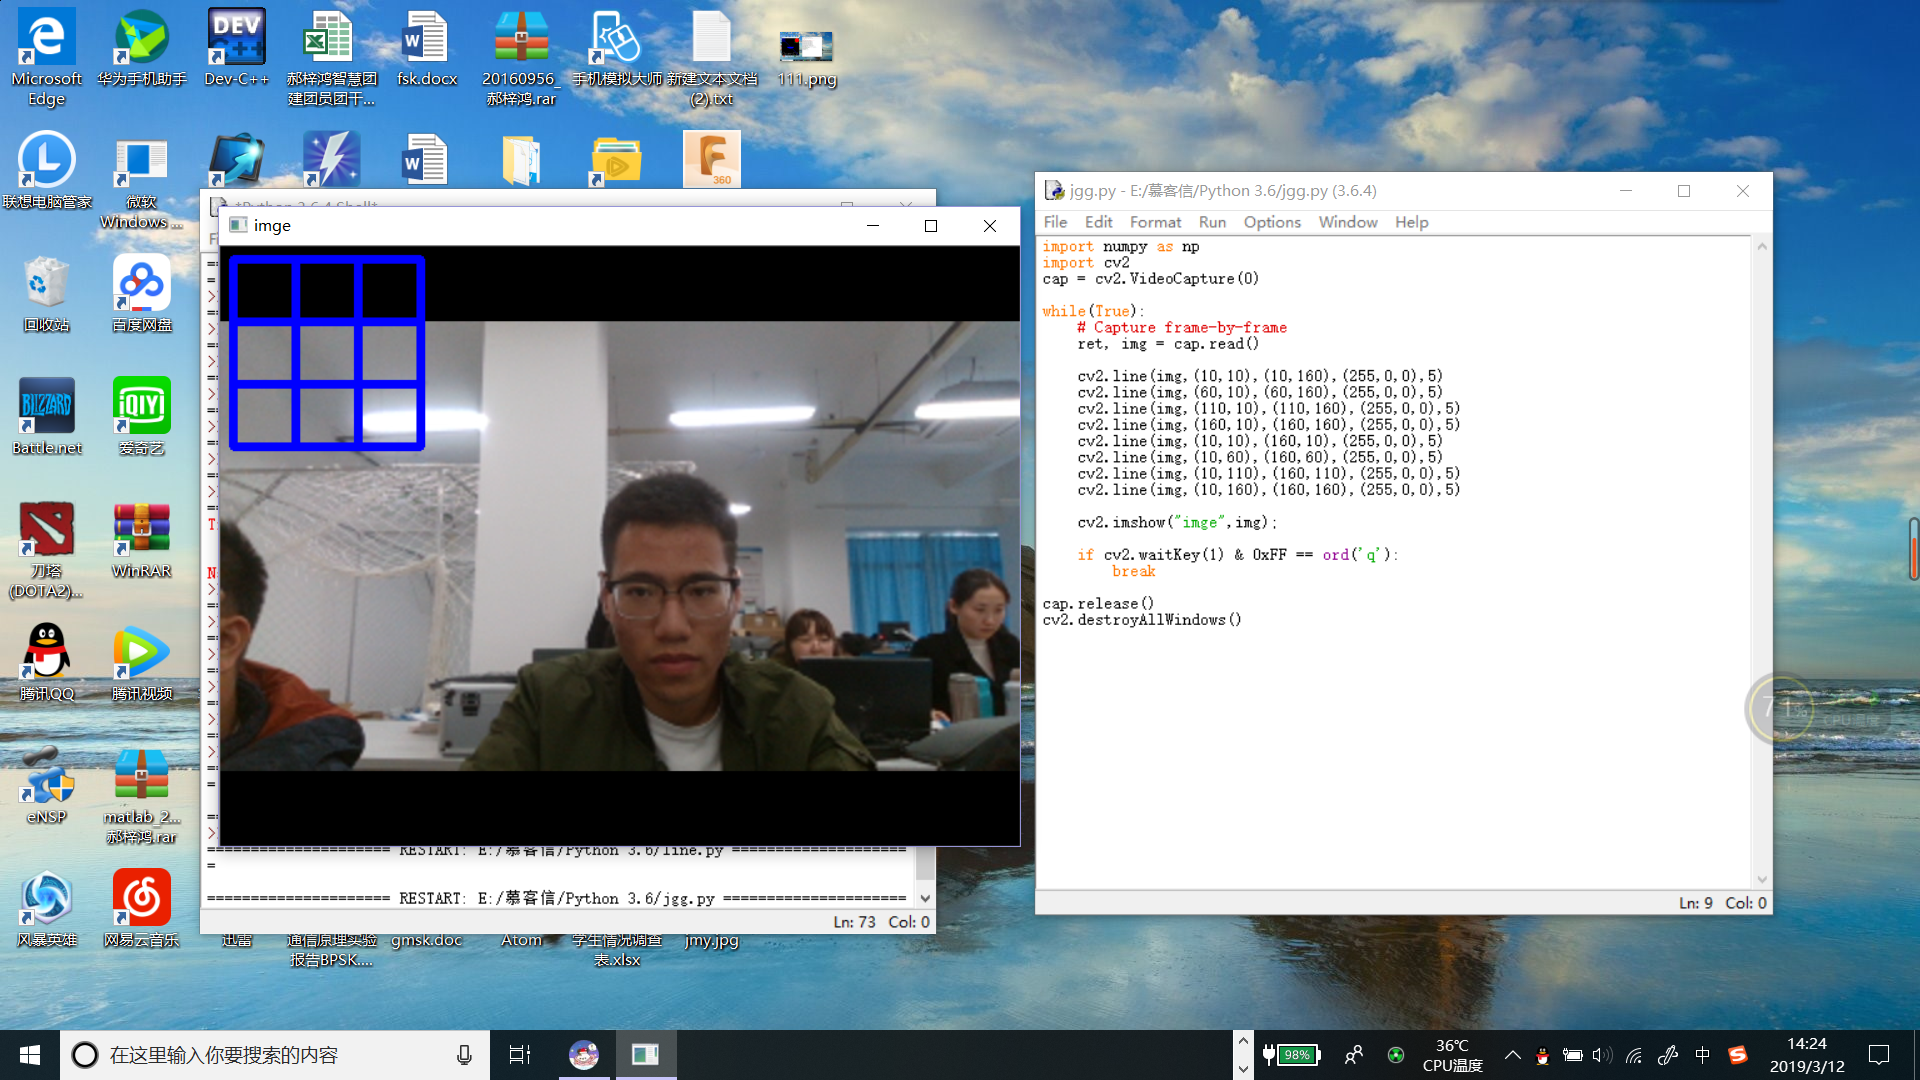 Microsoft Edge
华为手机助手
Dev-C++
郝梓鸿智慧团建团员团干...
fsk.docx
20160956_郝梓鸿.rar
手机模拟大师
新建文本文档 (2).txt
111.png
联想电脑管家
微软 Windows ...
回收站
百度网盘
Battle.net
爱奇艺
刀塔 (DOTA2)...
WinRAR
腾讯QQ
腾讯视频
eNSP
matlab_2...郝梓鸿.rar
风暴英雄
网易云音乐
迅雷
通信原理实验报告BPSK....
gmsk.doc
Atom
学生情况调查表.xlsx
jmy.jpg
imge
===================== RESTART: E:/慕客信/Python 3.6/line.py ====================
=
===================== RESTART: E:/慕客信/Python 3.6/jgg.py =====================
Ln: 73 Col: 0
jgg.py - E:/慕客信/Python 3.6/jgg.py (3.6.4)
File Edit Format Run Options Window Help
import numpy as np
import cv2
cap = cv2.VideoCapture(0)
while(True):
# Capture frame-by-frame
ret, img = cap.read()
cv2.line(img,(10,10),(10,160),(255,0,0),5)
cv2.line(img,(60,10),(60,160),(255,0,0),5)
cv2.line(img,(110,10),(110,160),(255,0,0),5)
cv2.line(img,(160,10),(160,160),(255,0,0),5)
cv2.line(img,(10,10),(160,10),(255,0,0),5)
cv2.line(img,(10,60),(160,60),(255,0,0),5)
cv2.line(img,(10,110),(160,110),(255,0,0),5)
cv2.line(img,(10,160),(160,160),(255,0,0),5)
cv2.imshow("imge",img);
if cv2.waitKey(1) & 0xFF == ord('q'):
break
cap.release()
cv2.destroyAllWindows()
Ln: 9 Col: 0
在这里输入你要搜索的内容
98%
36℃
CPU温度
中
14:24
2019/3/12